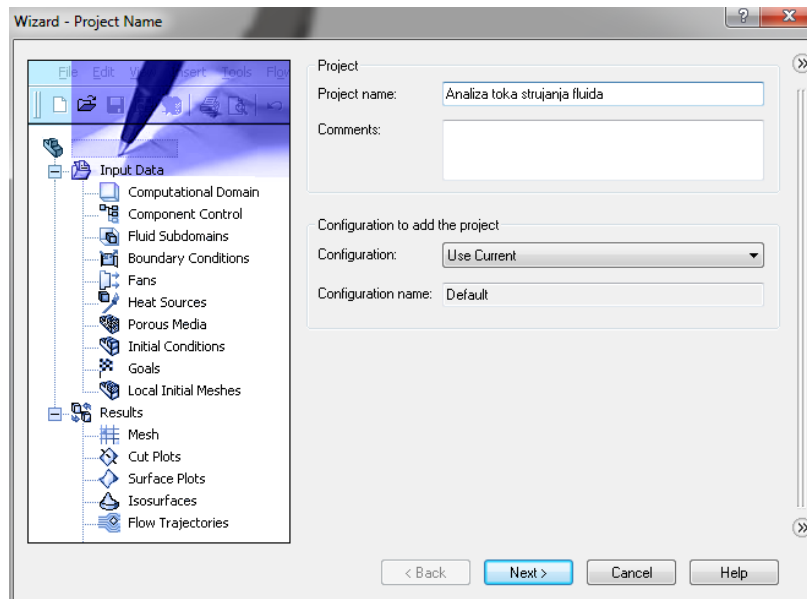 Wizard - Project Name
File Edit Insert Tools Flow
Input Data
Computational Domain
Component Control
Fluid Subdomains
Boundary Conditions
Fans
Heat Sources
Porous Media
Initial Conditions
Goals
Local Initial Meshes
Results
Mesh
Cut Plots
Surface Plots
Isosurfaces
Flow Trajectories
Project
Project name: Analiza toka strujanja fluida
Comments:
Configuration to add the project
Configuration: Use Current
Configuration name: Default
< Back Next > Cancel Help